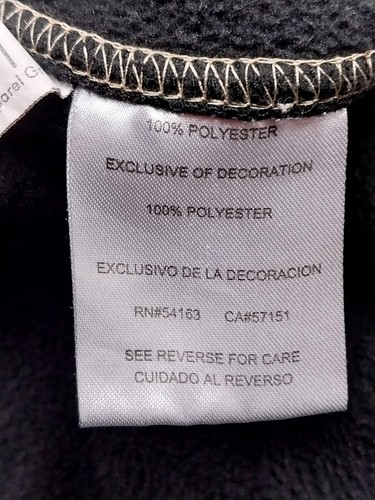 parel G
100% POLYESTER
EXCLUSIVE OF DECORATION
100% POLYESTER
EXCLUSIVO DE LA DECORACION
RN#54163 CA#57151
SEE REVERSE FOR CARE
CUIDADO AL REVERSO